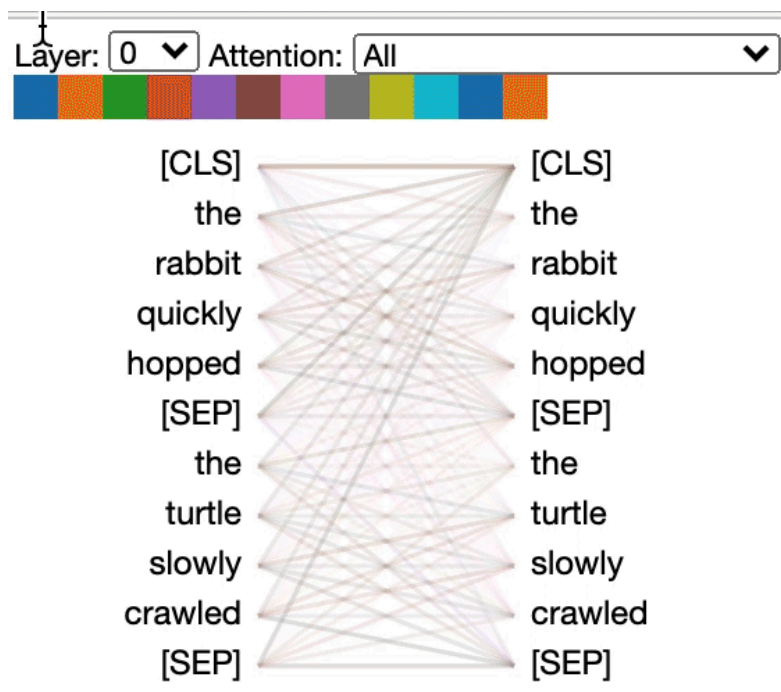 Layer: 0 Attention: All
[CLS] [CLS]
the the
rabbit rabbit
quickly quickly
hopped hopped
[SEP] [SEP]
the the
turtle turtle
slowly slowly
crawled crawled
[SEP] [SEP]